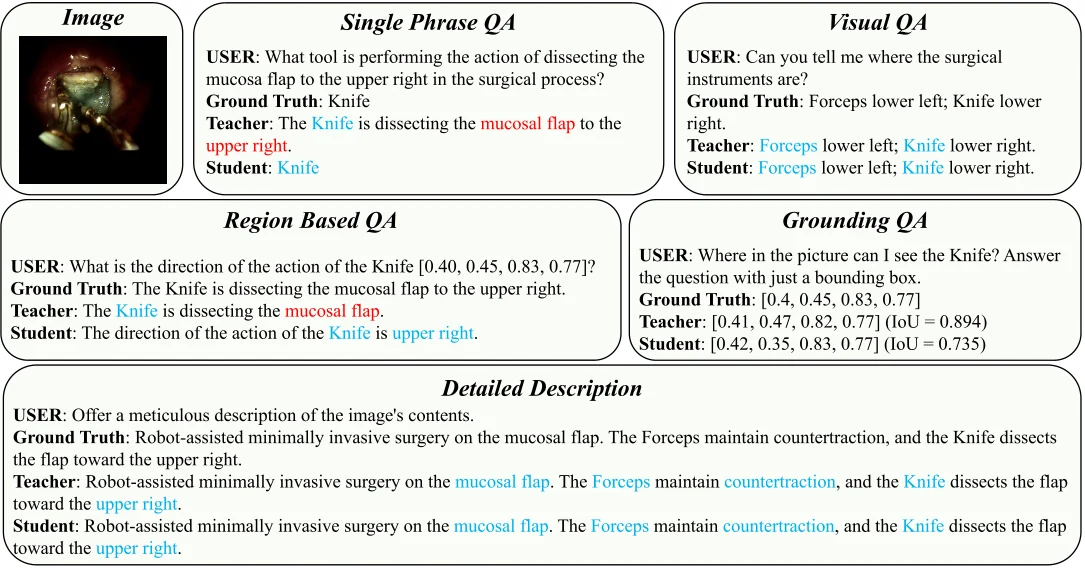 Image
Single Phrase QA
USER: What tool is performing the action of dissecting the
mucosa flap to the upper right in the surgical process?
Ground Truth: Knife
Teacher: The Knife is dissecting the mucosal flap to the
upper right.
Student: Knife
Visual QA
USER: Can you tell me where the surgical
instruments are?
Ground Truth: Forceps lower left; Knife lower
right.
Teacher: Forceps lower left; Knife lower right.
Student: Forceps lower left; Knife lower right.
Region Based QA
USER: What is the direction of the action of the Knife [0.40, 0.45, 0.83, 0.77]?
Ground Truth: The Knife is dissecting the mucosal flap to the upper right.
Teacher: The Knife is dissecting the mucosal flap.
Student: The direction of the action of the Knife is upper right.
Grounding QA
USER: Where in the picture can I see the Knife? Answer
the question with just a bounding box.
Ground Truth: [0.4, 0.45, 0.83, 0.77]
Teacher: [0.41, 0.47, 0.82, 0.77] (IoU = 0.894)
Student: [0.42, 0.35, 0.83, 0.77] (IoU = 0.735)
Detailed Description
USER: Offer a meticulous description of the image's contents.
Ground Truth: Robot-assisted minimally invasive surgery on the mucosal flap. The Forceps maintain countertraction, and the Knife dissects
the flap toward the upper right.
Teacher: Robot-assisted minimally invasive surgery on the mucosal flap. The Forceps maintain countertraction, and the Knife dissects the flap
toward the upper right.
Student: Robot-assisted minimally invasive surgery on the mucosal flap. The Forceps maintain countertraction, and the Knife dissects the flap
toward the upper right.